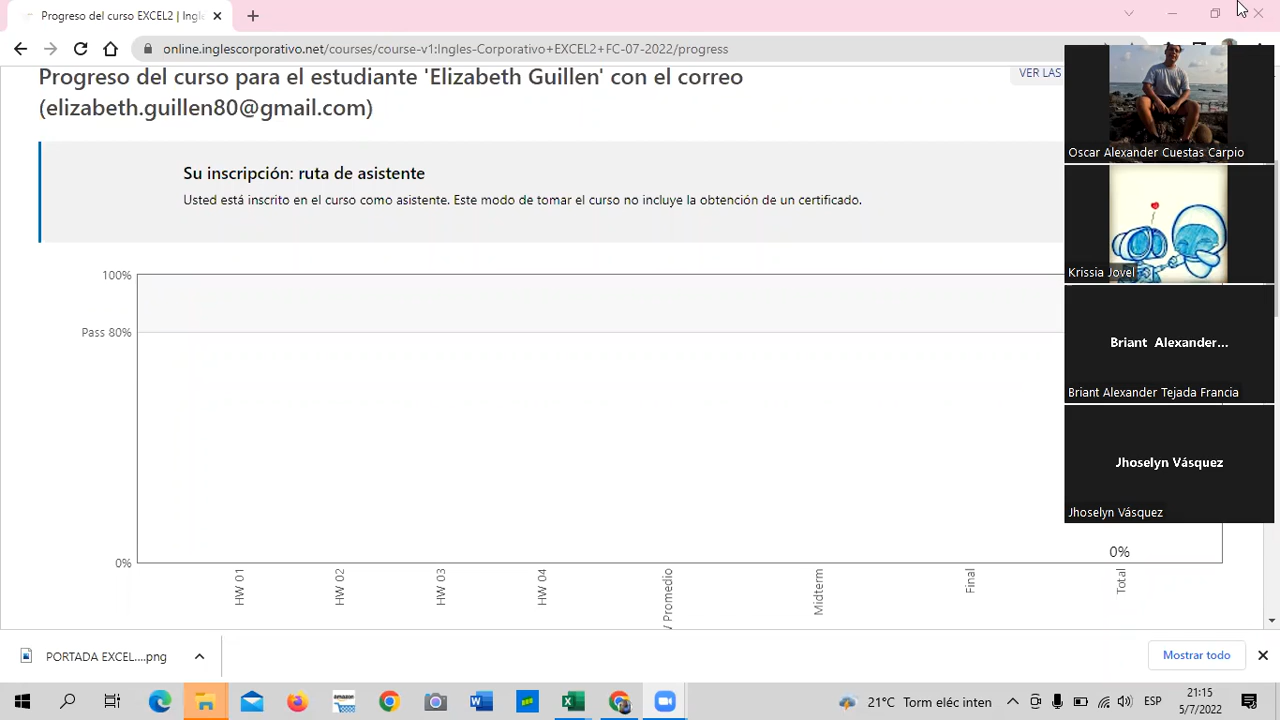 Progreso del curso EXCEL2 | Ingle
online.inglescorporativo.net/courses/course-v1:Ingles-Corporativo+EXCEL2+FC-07-2022/progress
Progreso del curso para el estudiante 'Elizabeth Guillen' con el correo
(elizabeth.guillen80@gmail.com)
VER LAS
Su inscripción: ruta de asistente
Usted está inscrito en el curso como asistente. Este modo de tomar el curso no incluye la obtención de un certificado.
100%
Pass 80%
0%
0%
HW 01
HW 02
HW 03
HW 04
Promedio
Midterm
Final
Total
Oscar Alexander Cuestas Carpio
Krissia Jovel
Briant Alexander...
Briant Alexander Tejada Francia
Jhoselyn Vásquez
Jhoselyn Vásquez
PORTADA EXCEL....png
Mostrar todo
21°C Torm eléc inten
ESP
21:15
5/7/2022